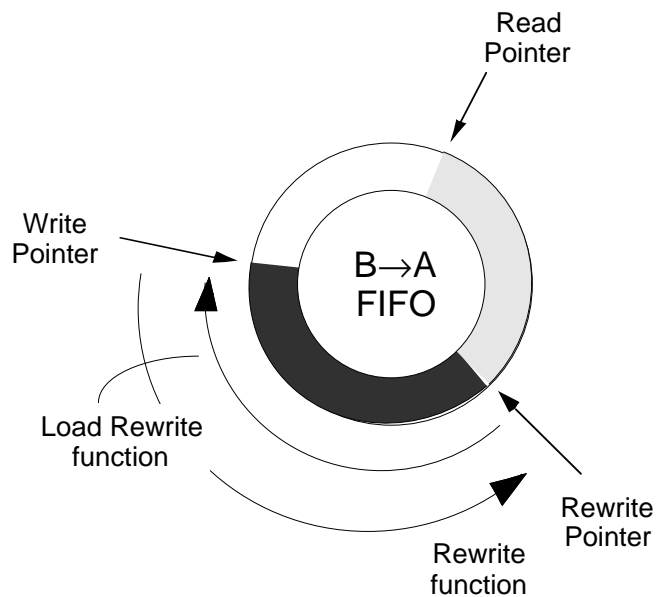 Read
Pointer
Write
Pointer
B→A
FIFO
Load Rewrite
function
Rewrite
Pointer
Rewrite
function